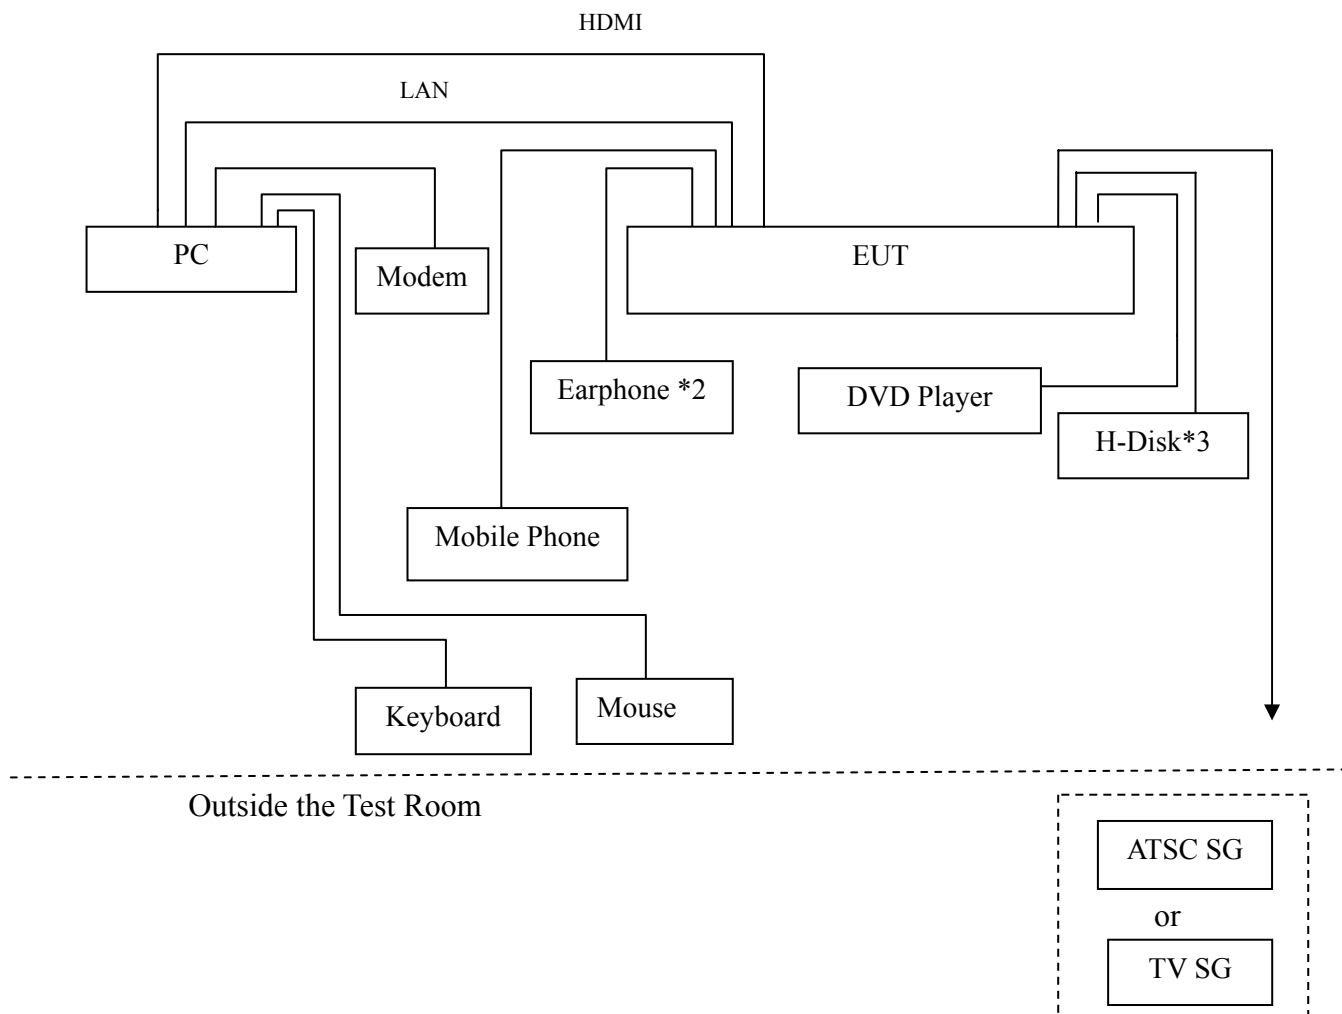 HDMI
LAN
PC
EUT
Modem
Earphone *2
DVD Player
H-Disk*3
Mobile Phone
Keyboard
Mouse
Outside the Test Room
ATSC SG
or
TV SG